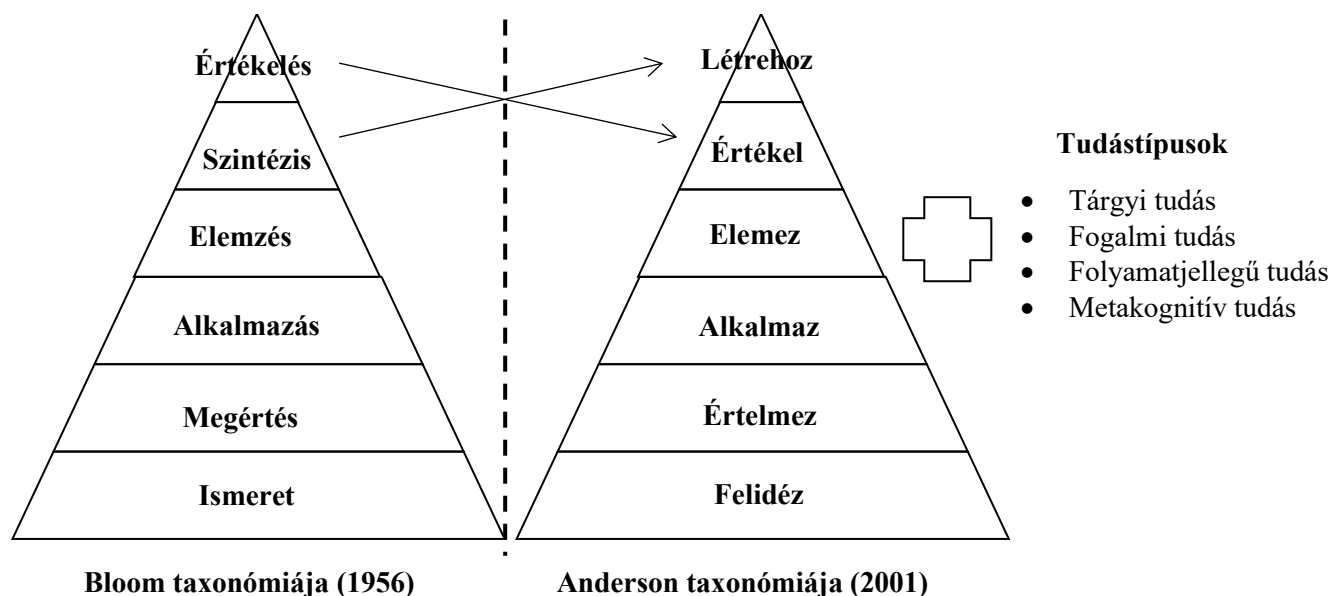 Értékelés
Szintézis
Elemzés
Alkalmazás
Megértés
Ismeret
Bloom taxonómiája (1956)
Létrehoz
Értékel
Elemez
Alkalmaz
Értelmez
Felidéz
Anderson taxonómiája (2001)
Tudástípusok
• Tárgyi tudás
• Fogalmi tudás
• Folyamatjellegű tudás
• Metakognitív tudás